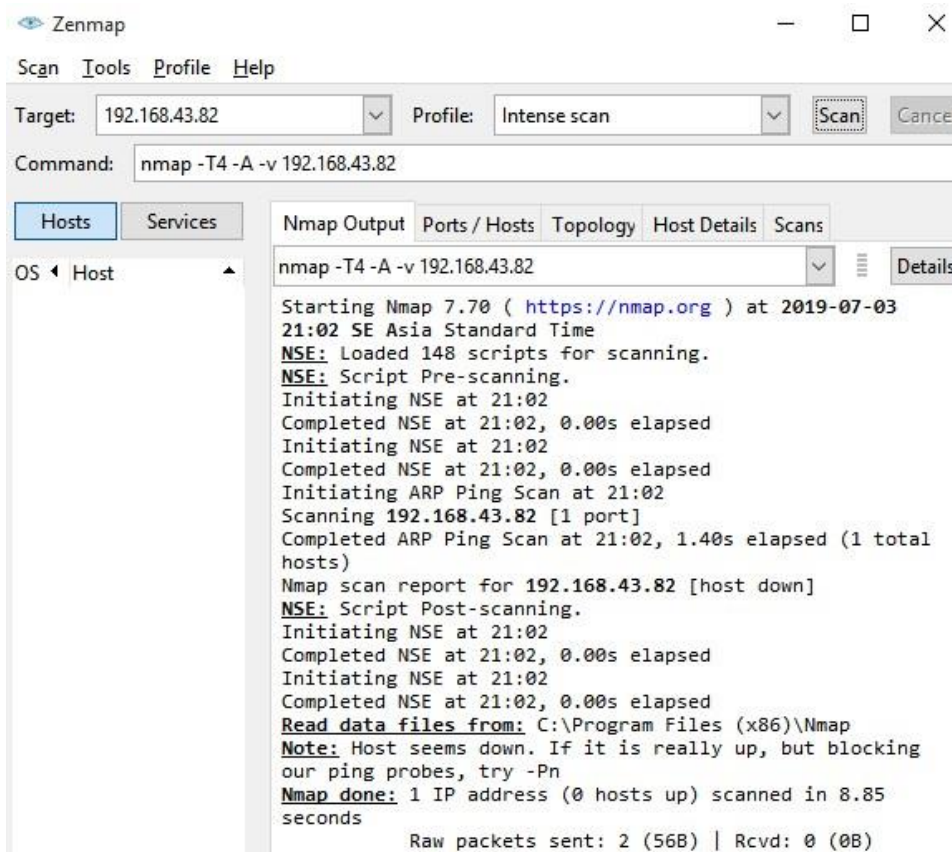 Zenmap
Scan Tools Profile Help
Target: 192.168.43.82 Profile: Intense scan Scan Cance
Command: nmap -T4 -A -v 192.168.43.82
Hosts Services Nmap Output Ports / Hosts Topology Host Details Scans
OS Host nmap -T4 -A -v 192.168.43.82 Details
Starting Nmap 7.70 ( https://nmap.org ) at 2019-07-03
21:02 SE Asia Standard Time
NSE: Loaded 148 scripts for scanning.
NSE: Script Pre-scanning.
Initiating NSE at 21:02
Completed NSE at 21:02, 0.00s elapsed
Initiating NSE at 21:02
Completed NSE at 21:02, 0.00s elapsed
Initiating ARP Ping Scan at 21:02
Scanning 192.168.43.82 [1 port]
Completed ARP Ping Scan at 21:02, 1.40s elapsed (1 total
hosts)
Nmap scan report for 192.168.43.82 [host down]
NSE: Script Post-scanning.
Initiating NSE at 21:02
Completed NSE at 21:02, 0.00s elapsed
Initiating NSE at 21:02
Completed NSE at 21:02, 0.00s elapsed
Read data files from: C:\Program Files (x86)\Nmap
Note: Host seems down. If it is really up, but blocking
our ping probes, try -Pn
Nmap done: 1 IP address (0 hosts up) scanned in 8.85
seconds
Raw packets sent: 2 (56B) | Rcvd: 0 (0B)